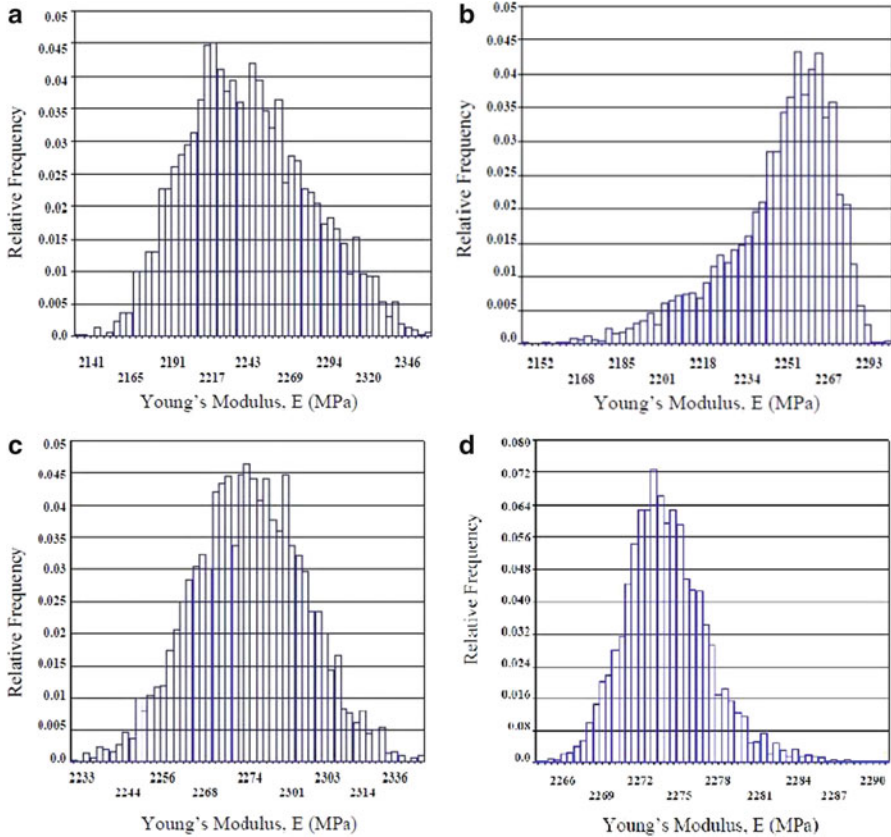 a
0.05
0.045
0.04
0.035
0.03
0.025
0.02
0.015
0.01
0.005
0.0
Relative Frequency
2141 2191 2243 2294 2346
2165 2217 2269 2320
Young's Modulus, E (MPa)
b
0.05
0.045
0.04
0.035
0.03
0.025
0.02
0.015
0.01
0.005
0.0
Relative Frequency
2152 2185 2218 2251 2293
2168 2201 2234 2267
Young's Modulus, E (MPa)
c
0.05
0.045
0.04
0.035
0.03
0.025
0.02
0.015
0.01
0.005
0.0
Relative Frequency
2233 2256 2274 2303 2336
2244 2268 2301 2314
Young's Modulus, E (MPa)
d
0.080
0.072
0.064
0.056
0.048
0.040
0.032
0.024
0.016
0.08
0.0
Relative Frequency
2266 2272 2278 2284 2290
2269 2275 2281 2287
Young's Modulus, E (MPa)